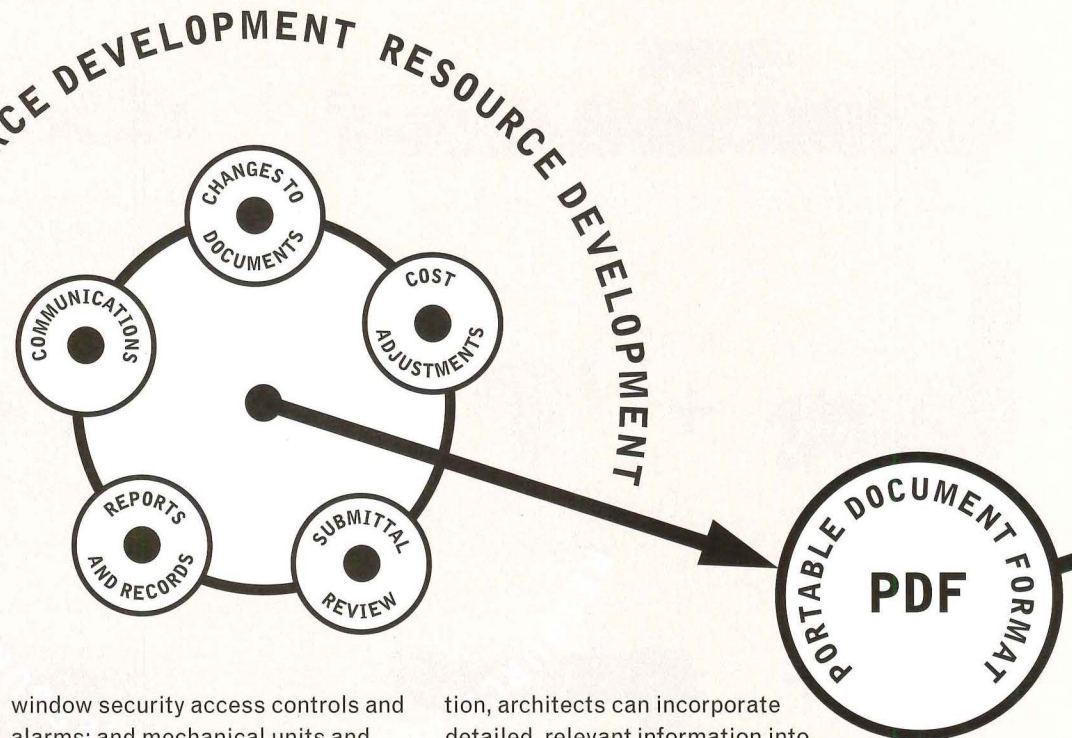 DEVELOPMENT RESOURCE DEVELOPMENT
CHANGES TO
DOCUMENTS
COST
ADJUSTMENTS
COMMUNICATIONS
REPORTS
AND RECORDS
SUBMITTAL
REVIEW
PORTABLE DOCUMENT FORMAT
PDF
window security access controls and
alarms; and mechanical units and
tion, architects can incorporate
detailed, relevant information into